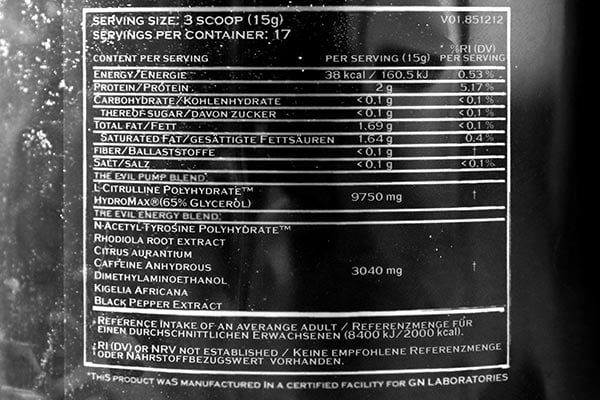 SERVING SIZE: 3 SCOOP (15g) V01.851212
SERVINGS PER CONTAINER: 17
CONTENT PER SERVING PER SERVING (15g) %RI (DV) PER SERVING
ENERGY/ENERGIE 38 kcal / 160.5 kJ 0.53 %
PROTEIN/PROTEIN 2 g 5.17 %
CARBOHYDRATE/KOHLENHYDRATE <0.1 g <0.1 %
THEREOF SUGAR/DAVON ZUCKER <0.1 g <0.1 %
TOTAL FAT/FETT 1.69 g <0.1 %
SATURATED FAT/GESÄTTIGTE FETTSÄUREN 1.64 g 0.4 %
FIBER/BALLASTSTOFFE <0.1 g †
SALT/SALZ <0.1 g <0.1%
THE EVIL PUMP BLEND:
L-CITRULLINE POLYHYDRATE™
HYDROMAX®(65% GLYCEROL) 9750 mg †
THE EVIL ENERGY BLEND:
N-ACETYL-TYROSINE POLYHYDRATE™
RHODIOLA ROOT EXTRACT
CITRUS AURANTIUM
CAFFEINE ANHYDROUS 3040 mg †
DIMETHYLAMINOETHANOL
KIGELIA AFRICANA
BLACK PEPPER EXTRACT
*REFERENCE INTAKE OF AN AVERANGE ADULT / REFERENZMENGE FÜR
EINEN DURCHSCHNITTLICHEN ERWACHSENEN (8400 kJ/2000 kcal).
†RI (DV) OR NRV NOT ESTABLISHED / KEINE EMPFOHLENE REFERENZMENGE
ODER NÄHRSTOFFBEZUGSWERT VORHANDEN.
*THIS PRODUCT WAS MANUFACTURED IN A CERTIFIED FACILITY FOR GN LABORATORIES